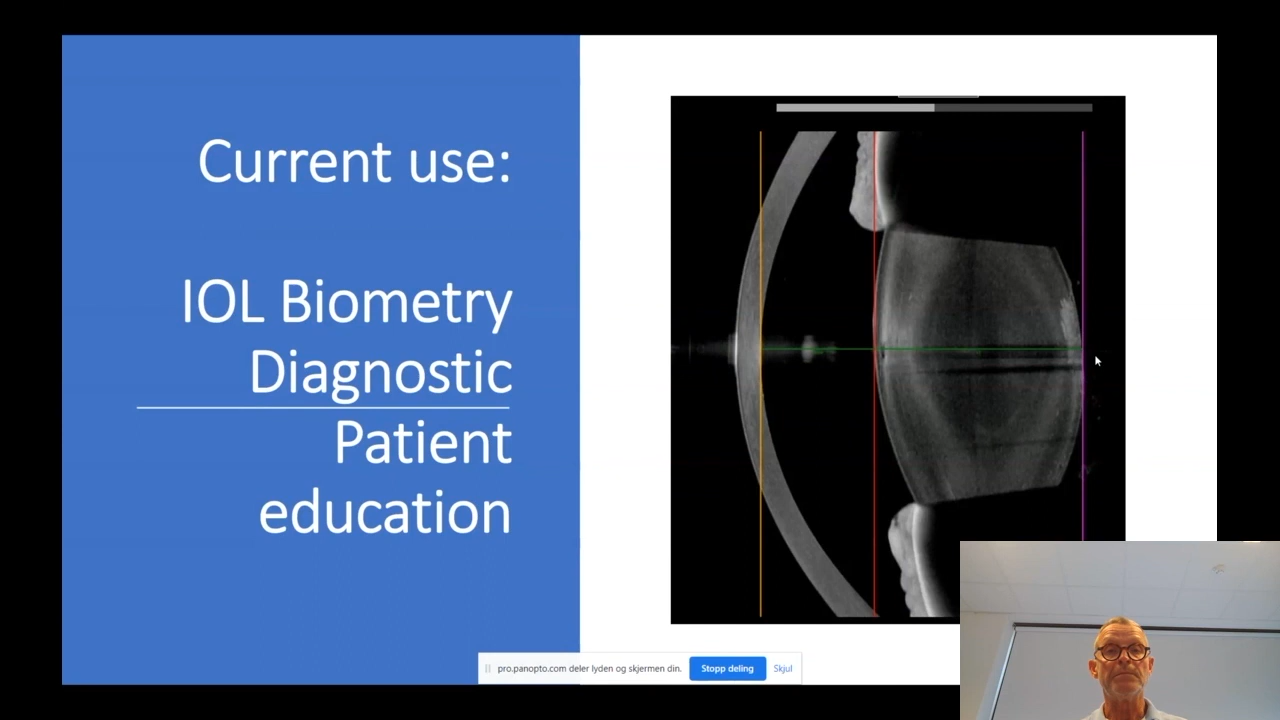 Current use:
IOL Biometry
Diagnostic
Patient
education
pro.panopto.com deler lyden og skjermen din.
Stopp deling
Skjul